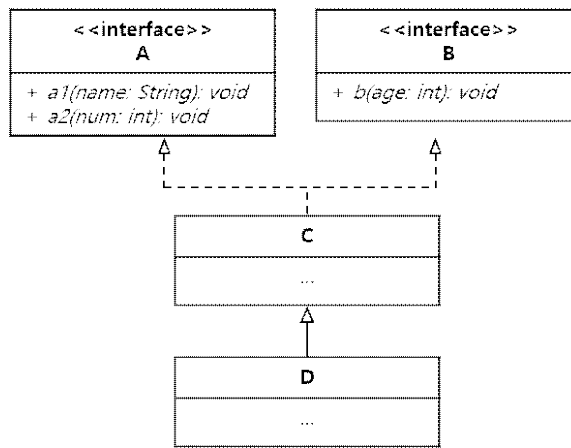 <<interface>>
A
+ a1(name: String): void
+ a2(num: int): void
<<interface>>
B
+ b(age: int): void
C
...
D
...